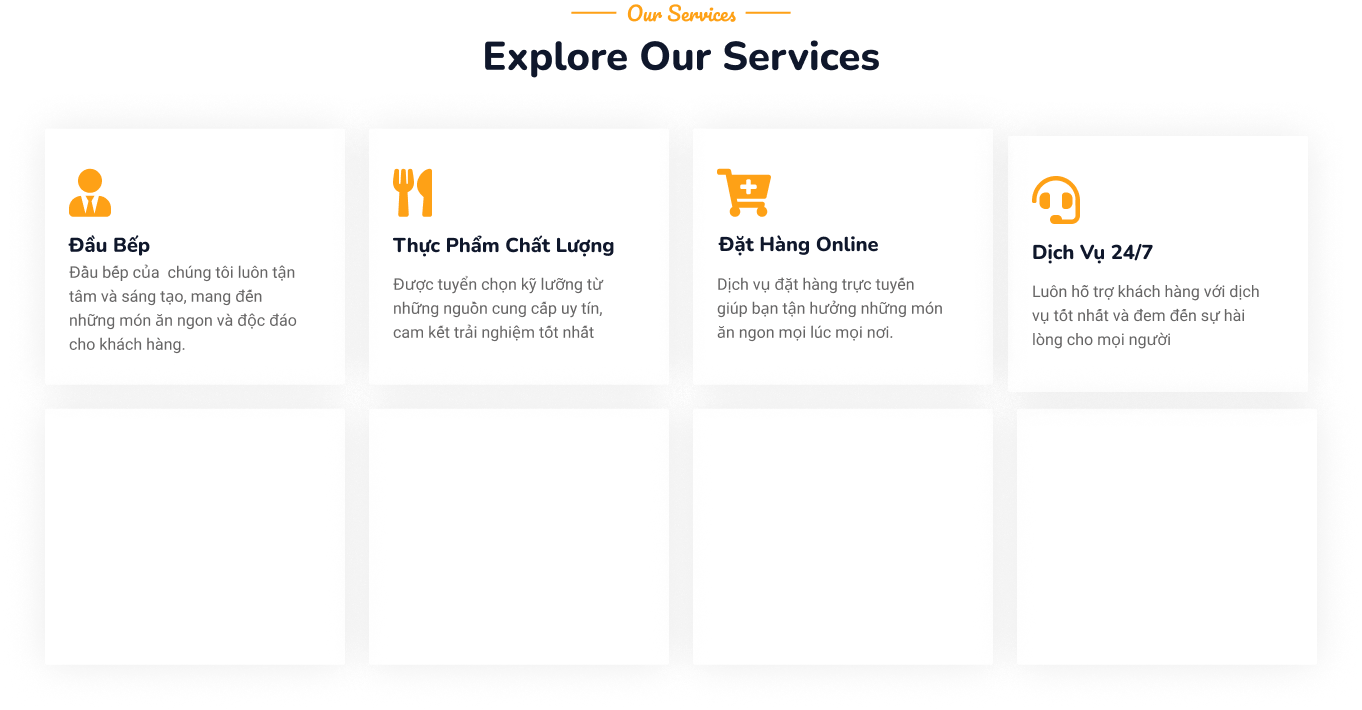 Our Services
Explore Our Services
Đầu Bếp
Đầu bếp của  chúng tôi luôn tận
tâm và sáng tạo, mang đến
những món ăn ngon và độc đáo
cho khách hàng.
Thực Phẩm Chất Lượng
Được tuyển chọn kỹ lưỡng từ
những nguồn cung cấp uy tín,
cam kết trải nghiệm tốt nhất
Đặt Hàng Online
Dịch vụ đặt hàng trực tuyến
giúp bạn tận hưởng những món
ăn ngon mọi lúc mọi nơi.
Dịch Vụ 24/7
Luôn hỗ trợ khách hàng với dịch
vụ tốt nhất và đem đến sự hài
lòng cho mọi người